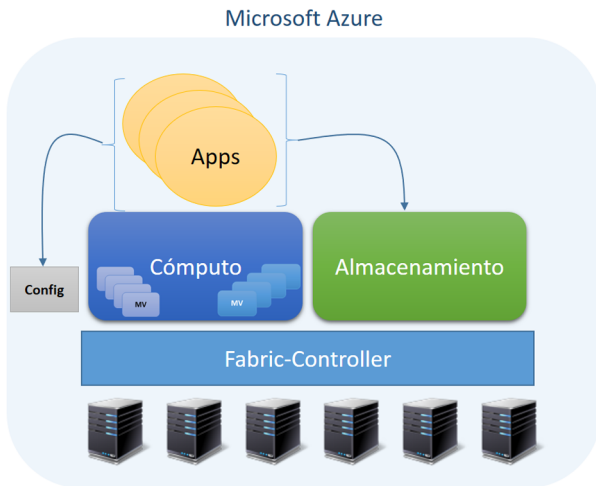 Microsoft Azure
Apps
Cómputo
Almacenamiento
Config
MV
MV
Fabric-Controller